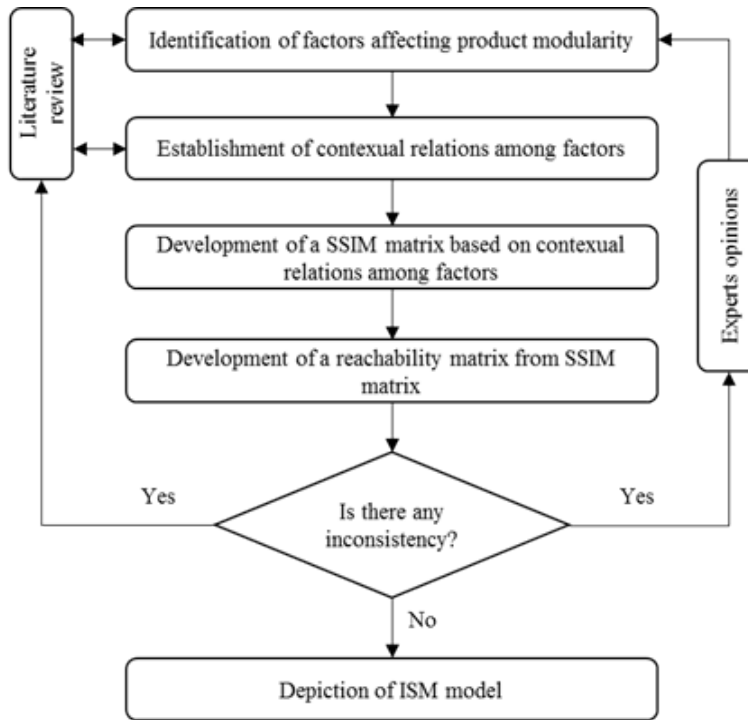 Literature
review
Identification of factors affecting product modularity
Establishment of contexual relations among factors
Development of a SSIM matrix based on contexual
relations among factors
Experts opinions
Development of a reachability matrix from SSIM
matrix
Yes
Is there any
inconsistency?
Yes
No
Depiction of ISM model